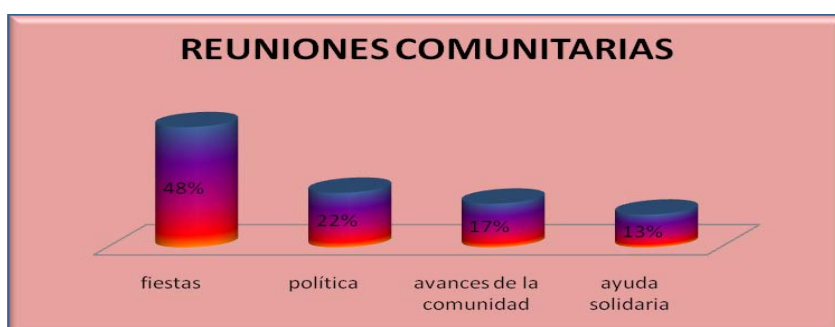 REUNIONES COMUNITARIAS
48%
22%
17%
13%
fiestas
política
avances de la
comunidad
ayuda
solidaria